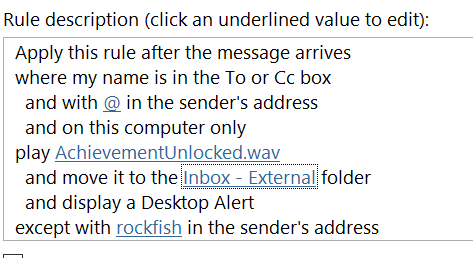 Rule description (click an underlined value to edit):
Apply this rule after the message arrives
where my name is in the To or Cc box
and with @ in the sender's address
and on this computer only
play AchievementUnlocked.wav
and move it to the Inbox - External folder
and display a Desktop Alert
except with rockfish in the sender's address